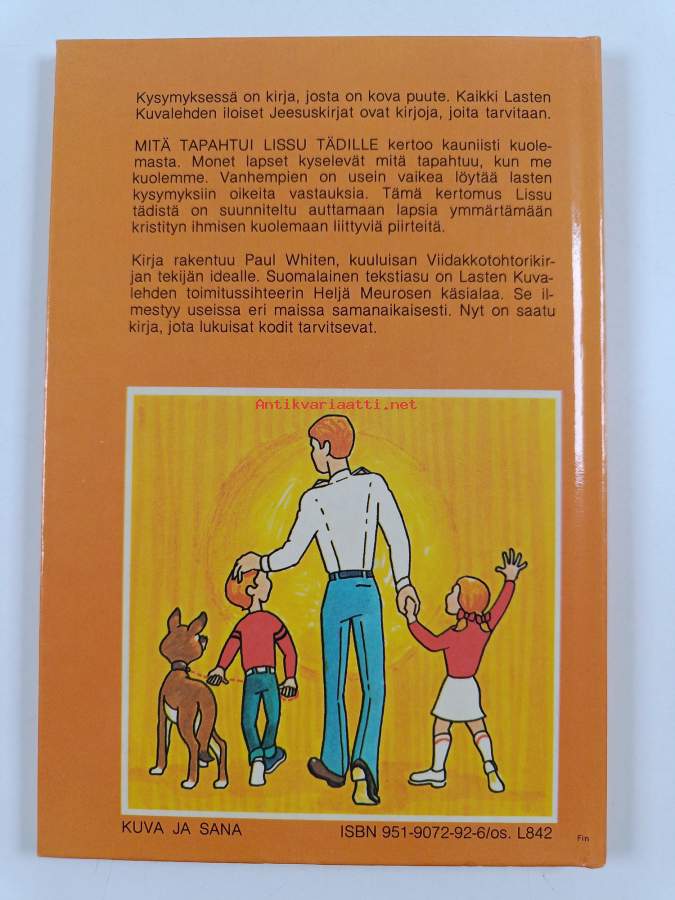 Kysymyksessä on kirja, josta on kova puute. Kaikki Lasten
Kuvalehden iloiset Jeesuskirjat ovat kirjoja, joita tarvitaan.
MITÄ TAPAHTUI LISSU TÄDILLE kertoo kauniisti kuole-
masta. Monet lapset kyselevät mitä tapahtuu, kun me
kuolemme. Vanhempien on usein vaikea löytää lasten
kysymyksiin oikeita vastauksia. Tämä kertomus Lissu
tädistä on suunniteltu auttamaan lapsia ymmärtämään
kristityn ihmisen kuolemaan liittyviä piirteitä.
Kirja rakentuu Paul Whiten, kuuluisan Viidakkotohtorikir-
jan tekijän idealle. Suomalainen tekstiasu on Lasten Kuva-
lehden toimitussihteerin Heljä Meurosen käsialaa. Se il-
mestyy useissa eri maissa samanaikaisesti. Nyt on saatu
kirja, jota lukuisat kodit tarvitsevat.
Antikvariaatti.net
KUVA JA SANA
ISBN 951-9072-92-6/os. L842
Fin